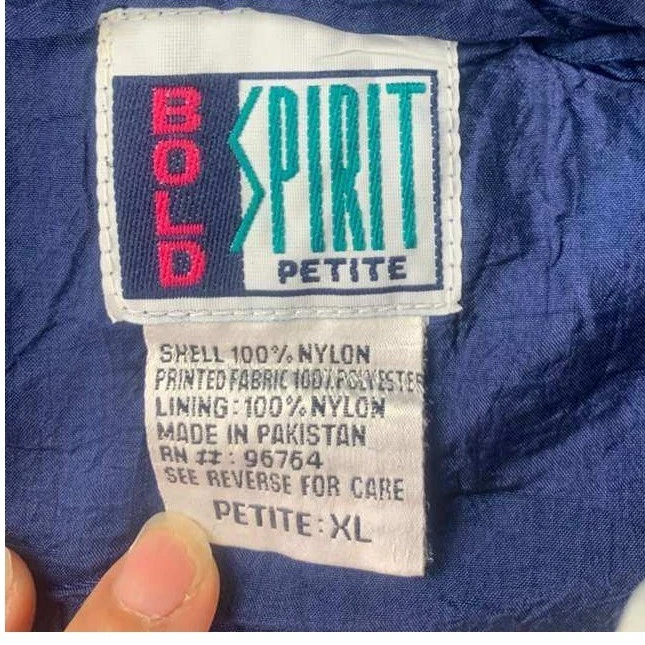 BOLD
SPIRIT
PETITE
SHELL 100% NYLON
PRINTED FABRIC 100% POLYESTER
LINING: 100% NYLON
MADE IN PAKISTAN
RN #: 96764
SEE REVERSE FOR CARE
PETITE: XL